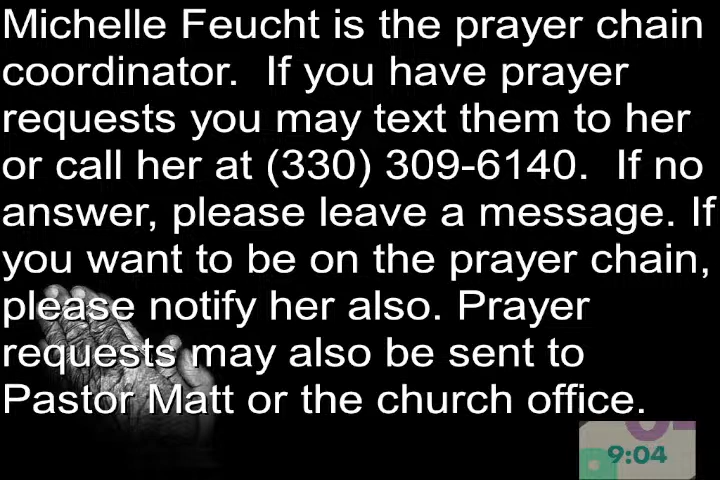 Michelle Feucht is the prayer chain
coordinator.  If you have prayer
requests you may text them to her
or call her at (330) 309-6140.  If no
answer, please leave a message. If
you want to be on the prayer chain,
please notify her also. Prayer
requests may also be sent to
Pastor Matt or the church office.
9:04